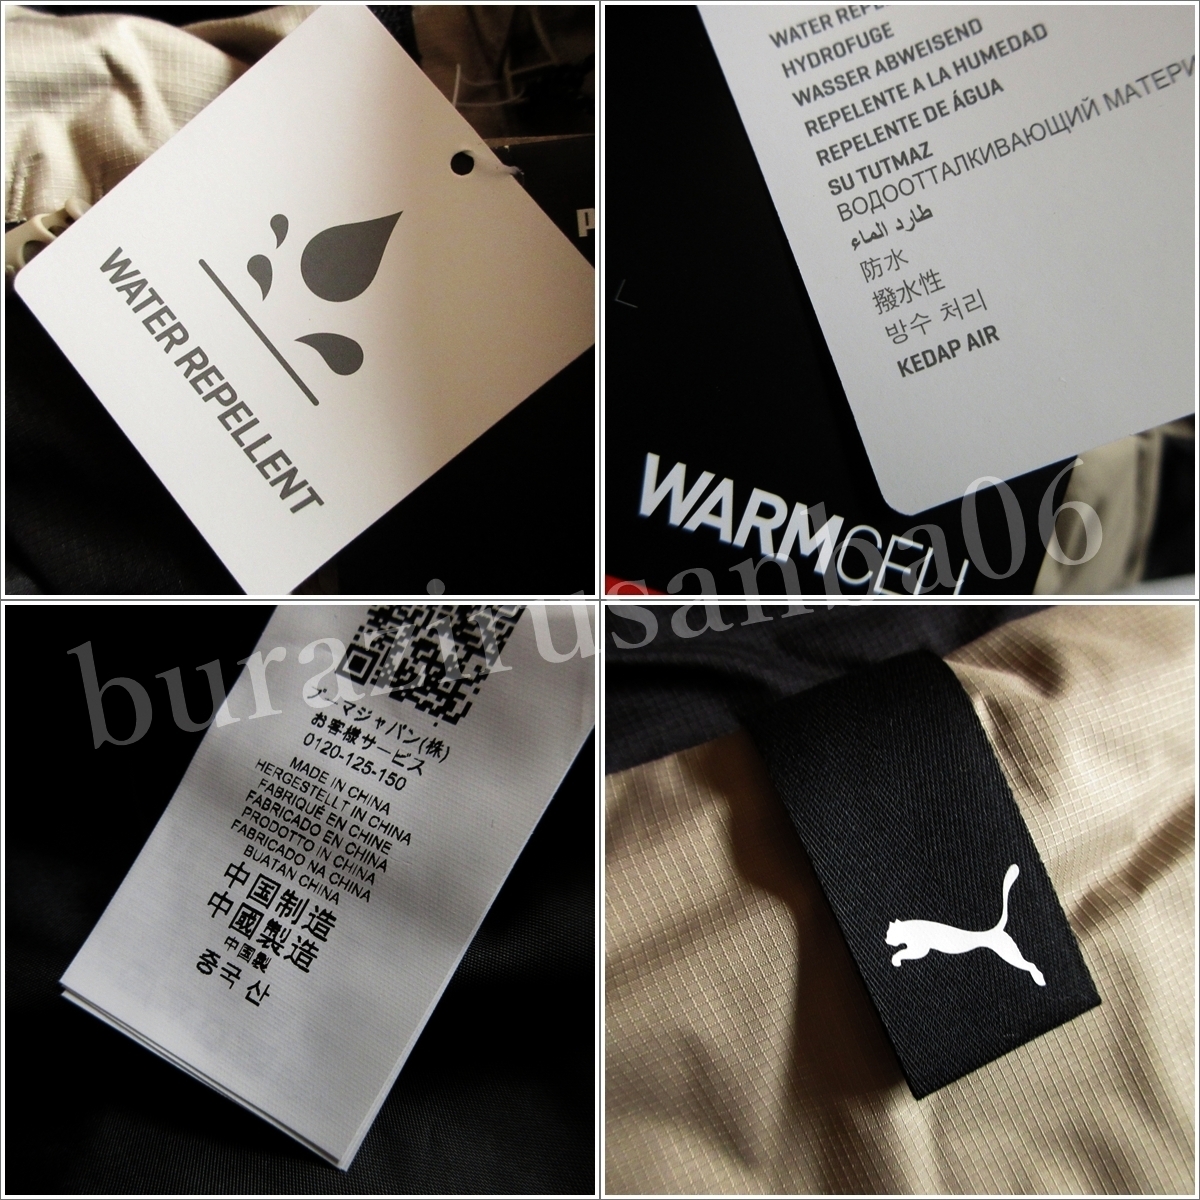 WATER REPELLENT
WATER
HYDROFUGE
WASSER ABWEISEND
REPELENTE A LA HUMEDAD
REPELENTE DE ÁGUA
SU TUTMAZ
ВОДООТТАЛКИВАЮЩИЙ
طارد الماء
防水
撥水性
방수 처리
KEDAP AIR
WARMCELL
burazirusanba06
プーマジャパン(株)
お客様サービス
0120-125-150
MADE IN CHINA
HERGESTELLT IN CHINA
FABRIQUÉ EN CHINE
FABRICADO EN CHINA
PRODOTTO IN CHINA
FABRICADO NA CHINA
BUATAN CHINA
中国制造
中國製造
中国製
중국 산